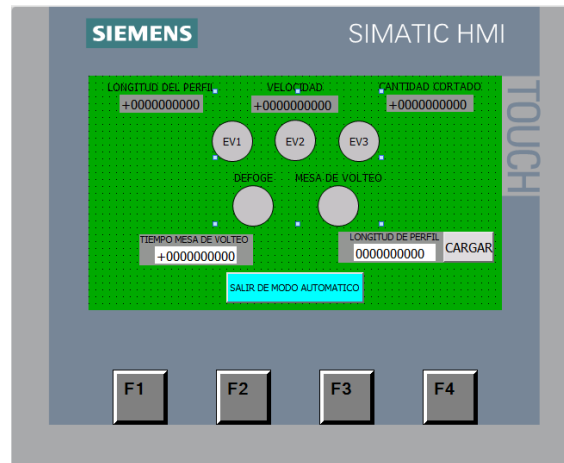 SIEMENS
SIMATIC HMI
TOUCH
LONGITUD DEL PERFIL
VELOCIDAD
CANTIDAD CORTADO
+0000000000
+0000000000
+0000000000
EV1
EV2
EV3
DEFOGE
MESA DE VOLTEO
TIEMPO MESA DE VOLTEO
+0000000000
LONGITUD DE PERFIL
0000000000
CARGAR
SALIR DE MODO AUTOMATICO
F1
F2
F3
F4